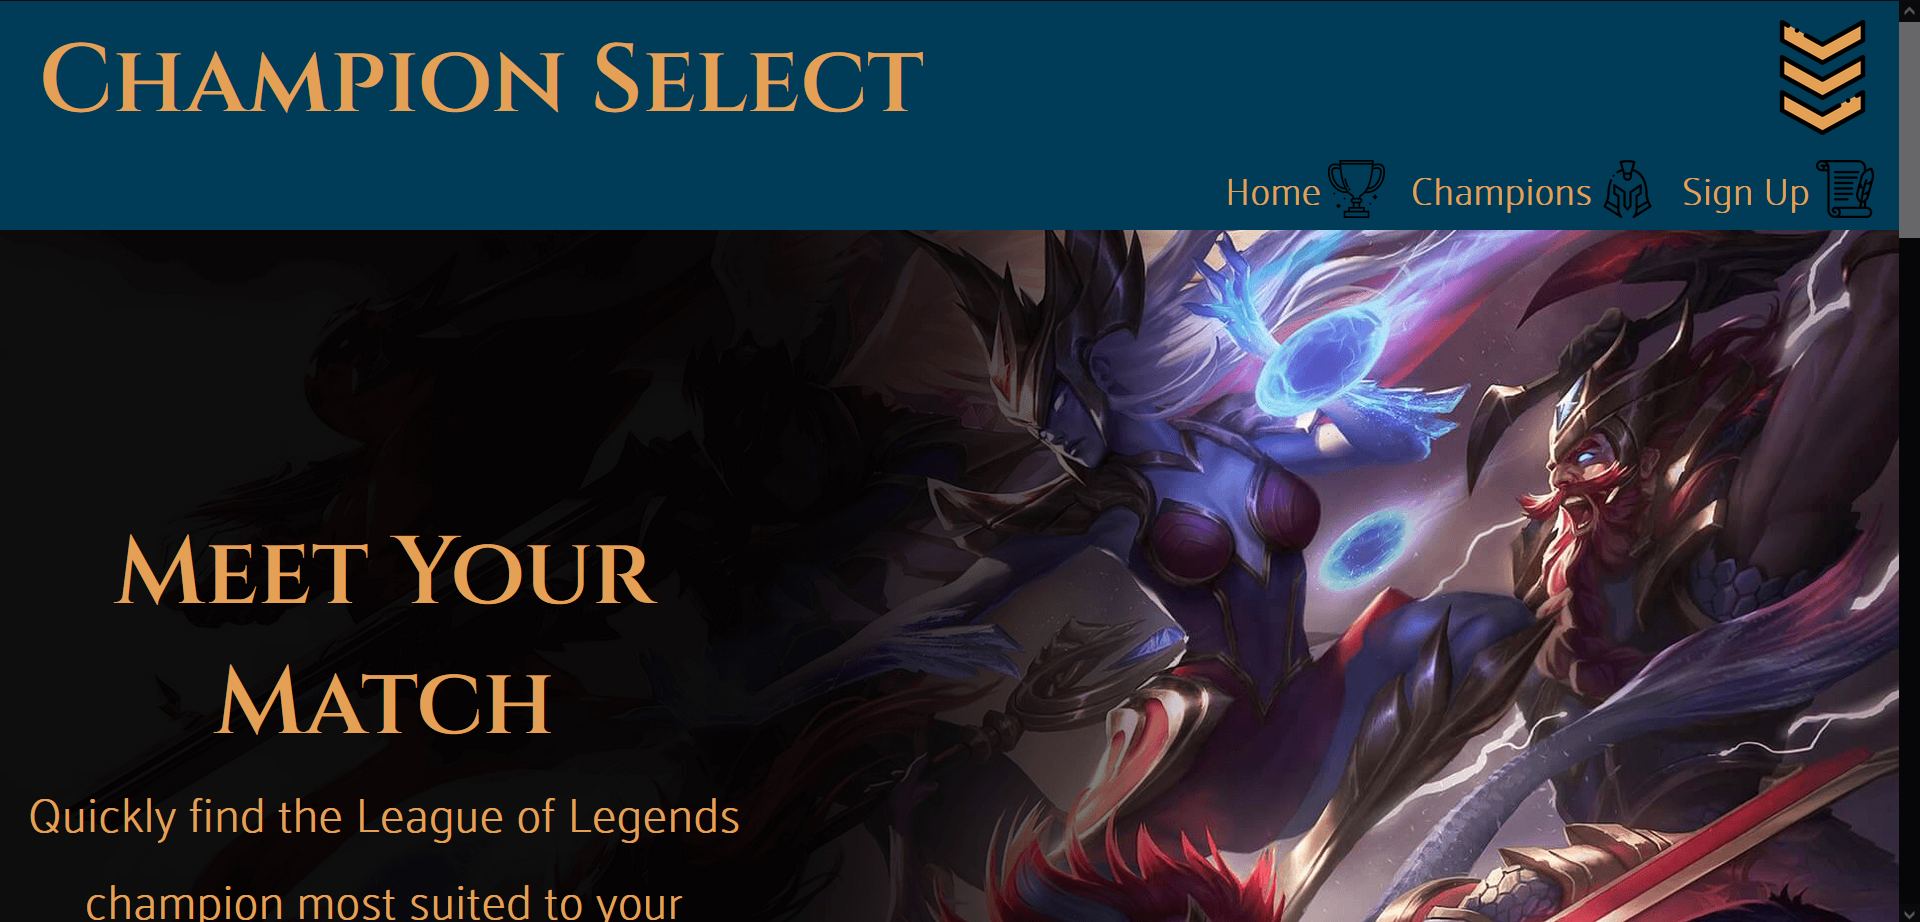 Champion Select
Home Champions Sign Up
Meet Your
Match
Quickly find the League of Legends
champion most suited to your